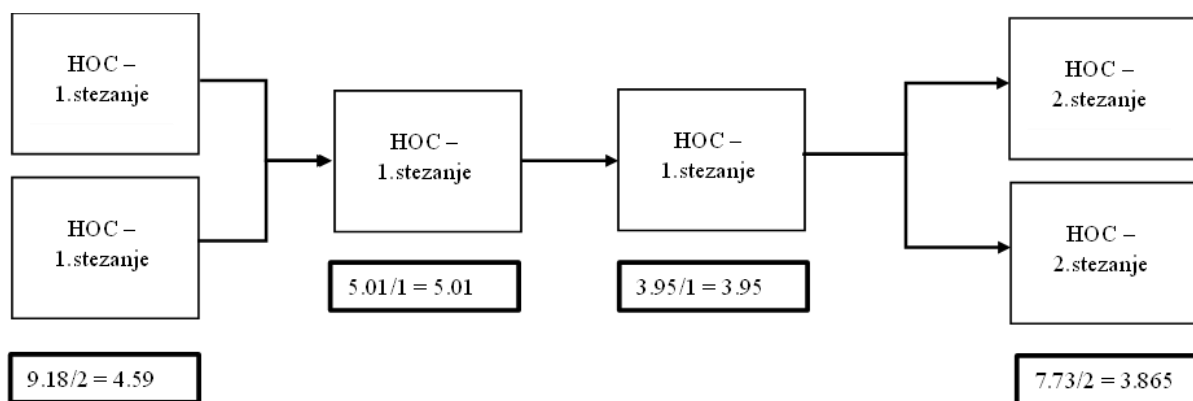 HOC –
1.stezanje
HOC –
1.stezanje
9.18/2 = 4.59
HOC –
1.stezanje
5.01/1 = 5.01
HOC –
1.stezanje
3.95/1 = 3.95
HOC –
2.stezanje
HOC –
2.stezanje
7.73/2 = 3.865